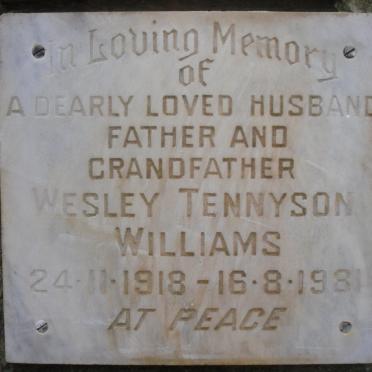 In Loving Memory
of
A DEARLY LOVED HUSBAND
FATHER AND
GRANDFATHER
WESLEY TENNYSON
WILLIAMS
24·11·1918 - 16·8·1981
AT PEACE